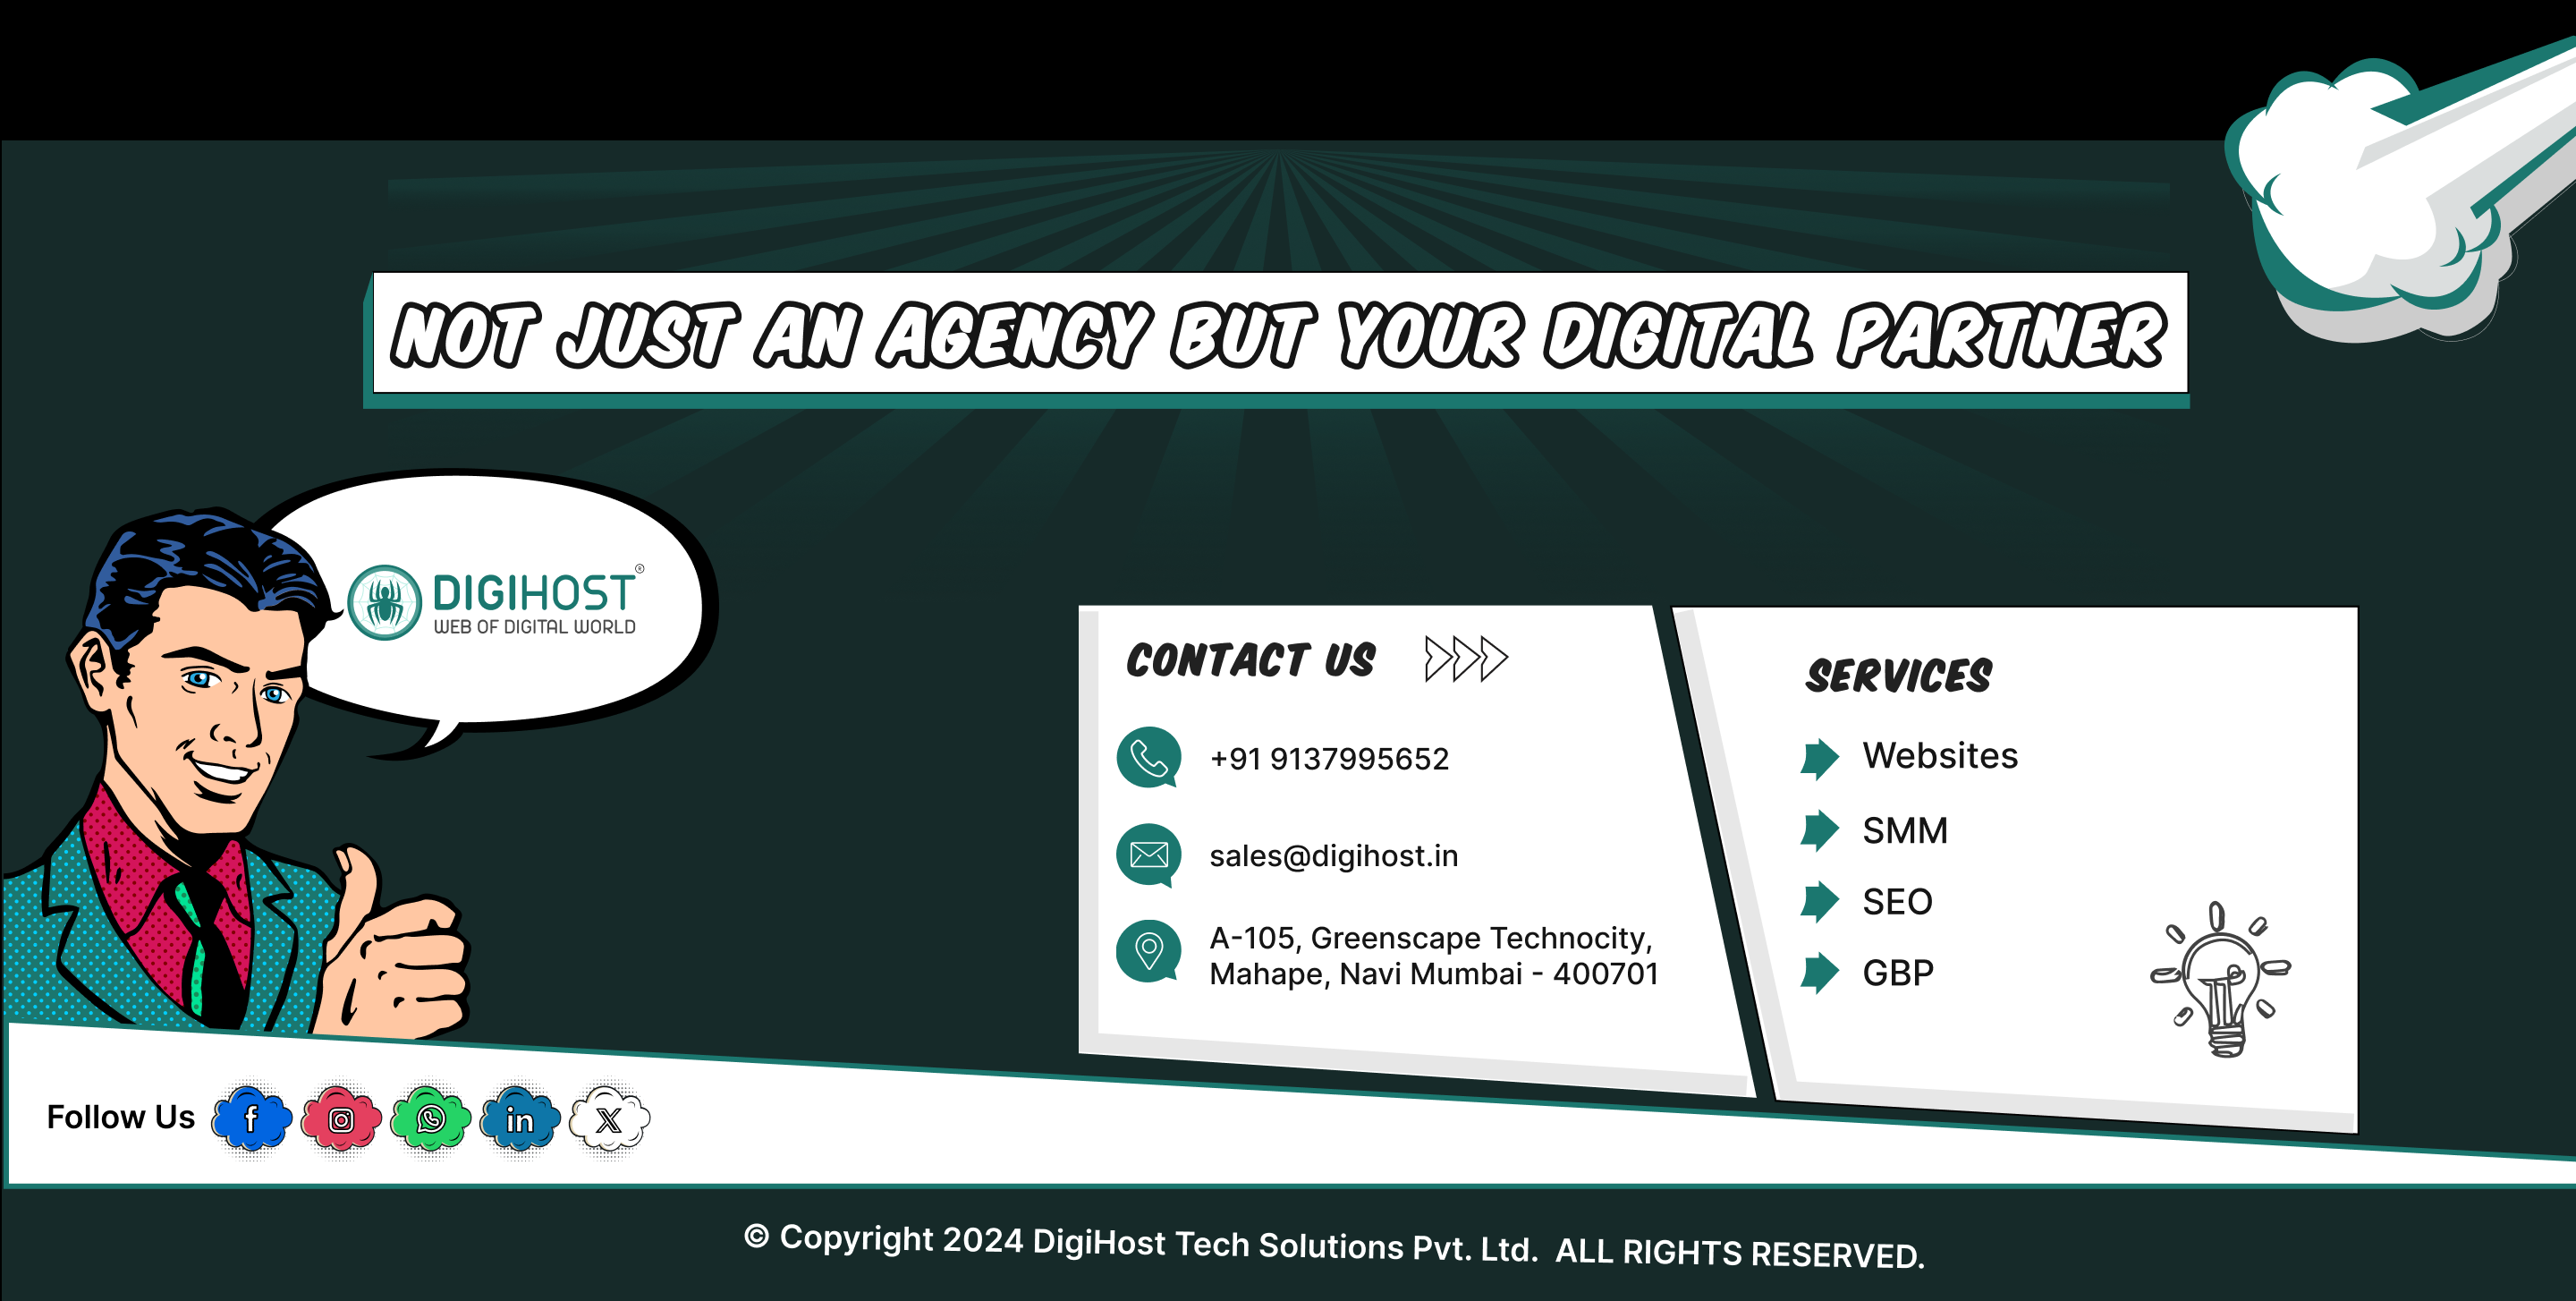 NOT JUST AN AGENCY BUT YOUR DIGITAL PARTNER
DIGIHOST®
WEB OF DIGITAL WORLD
CONTACT US
+91 9137995652
sales@digihost.in
A-105, Greenscape Technocity,
Mahape, Navi Mumbai - 400701
SERVICES
Websites
SMM
SEO
GBP
Follow Us
© Copyright 2024 DigiHost Tech Solutions Pvt. Ltd. ALL RIGHTS RESERVED.